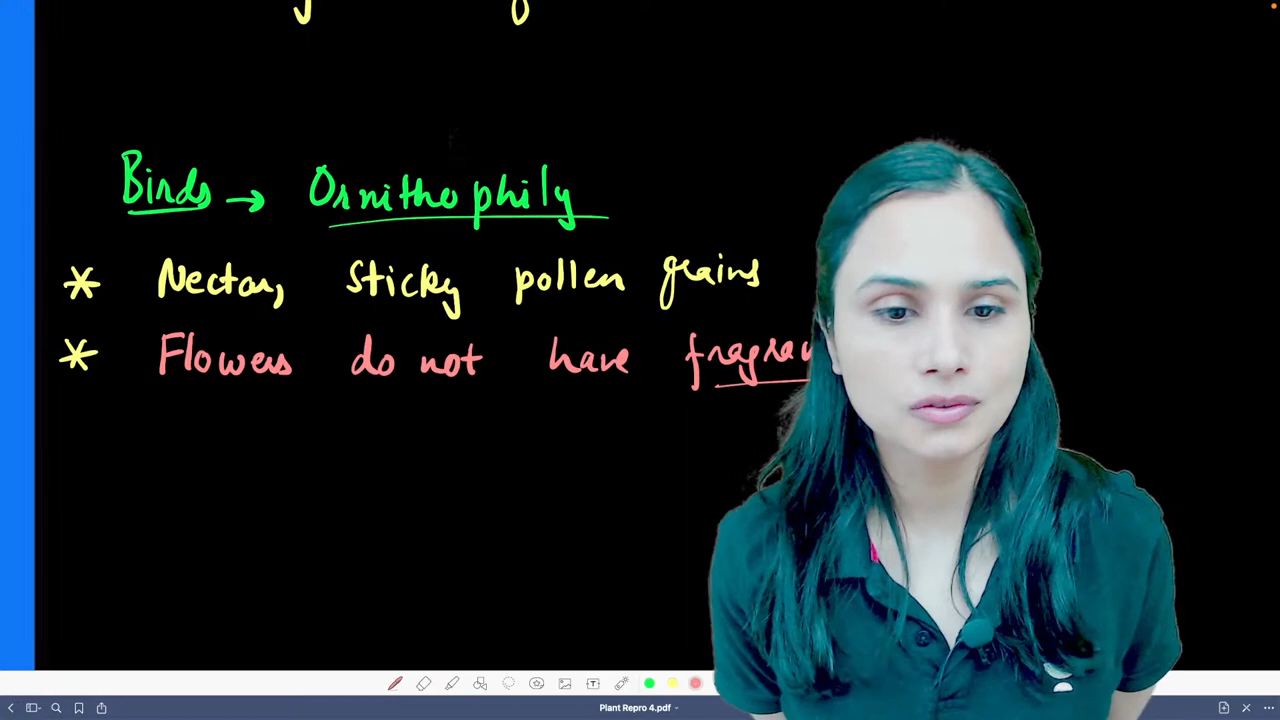 Birds → Ornithophily
* Nectar, Sticky pollen grains
* Flowers do not have
Plant Repro 4.pdf